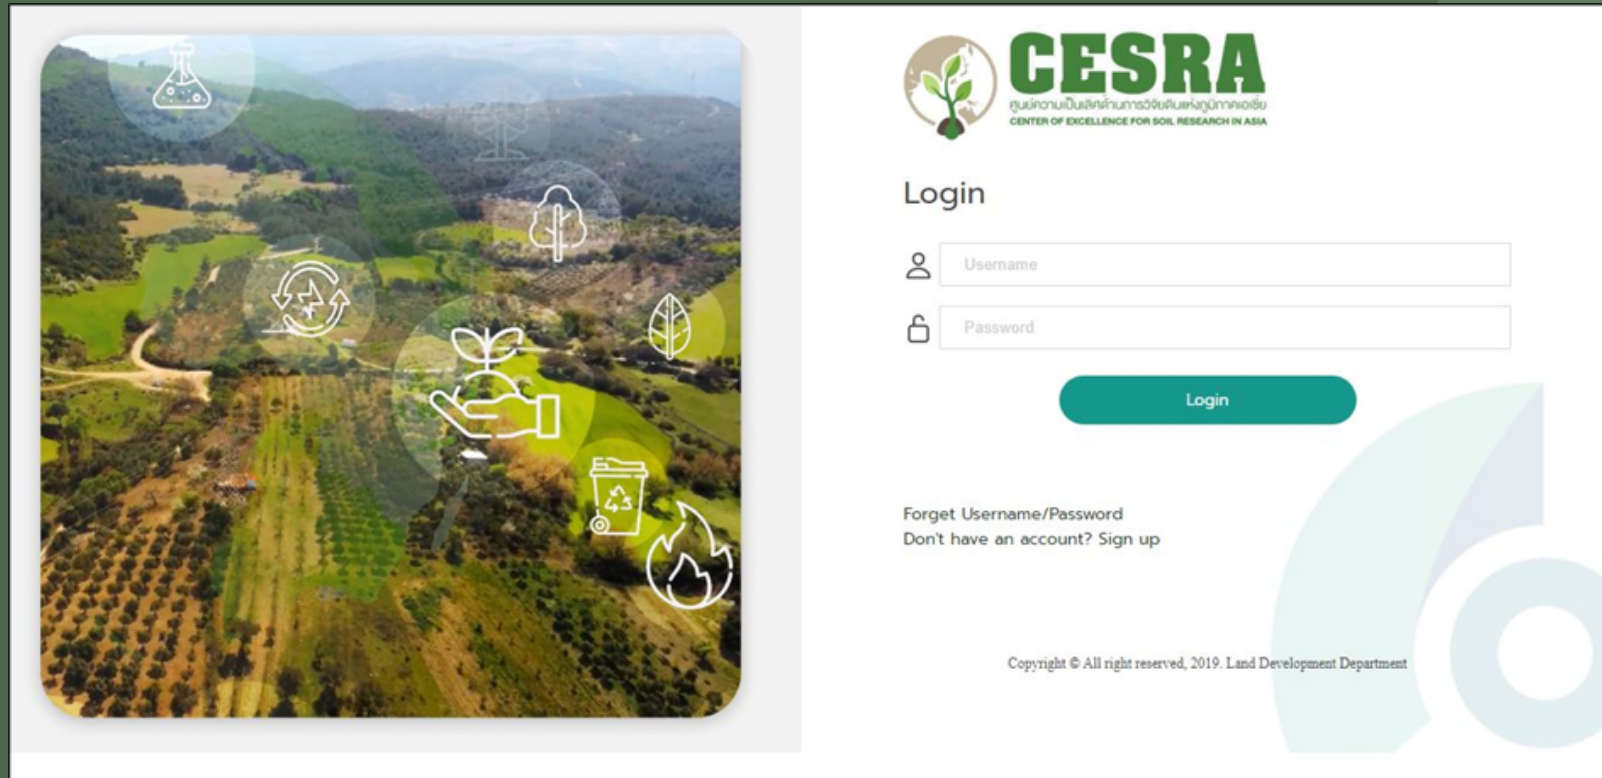 CESRA
ศูนย์ความเป็นเลิศด้านการวิจัยดินแห่งภูมิภาคเอเชีย
CENTER OF EXCELLENCE FOR SOIL RESEARCH IN ASIA
Login
Username
Password
Login
Forget Username/Password
Don't have an account? Sign up
Copyright © All right reserved, 2019. Land Development Department